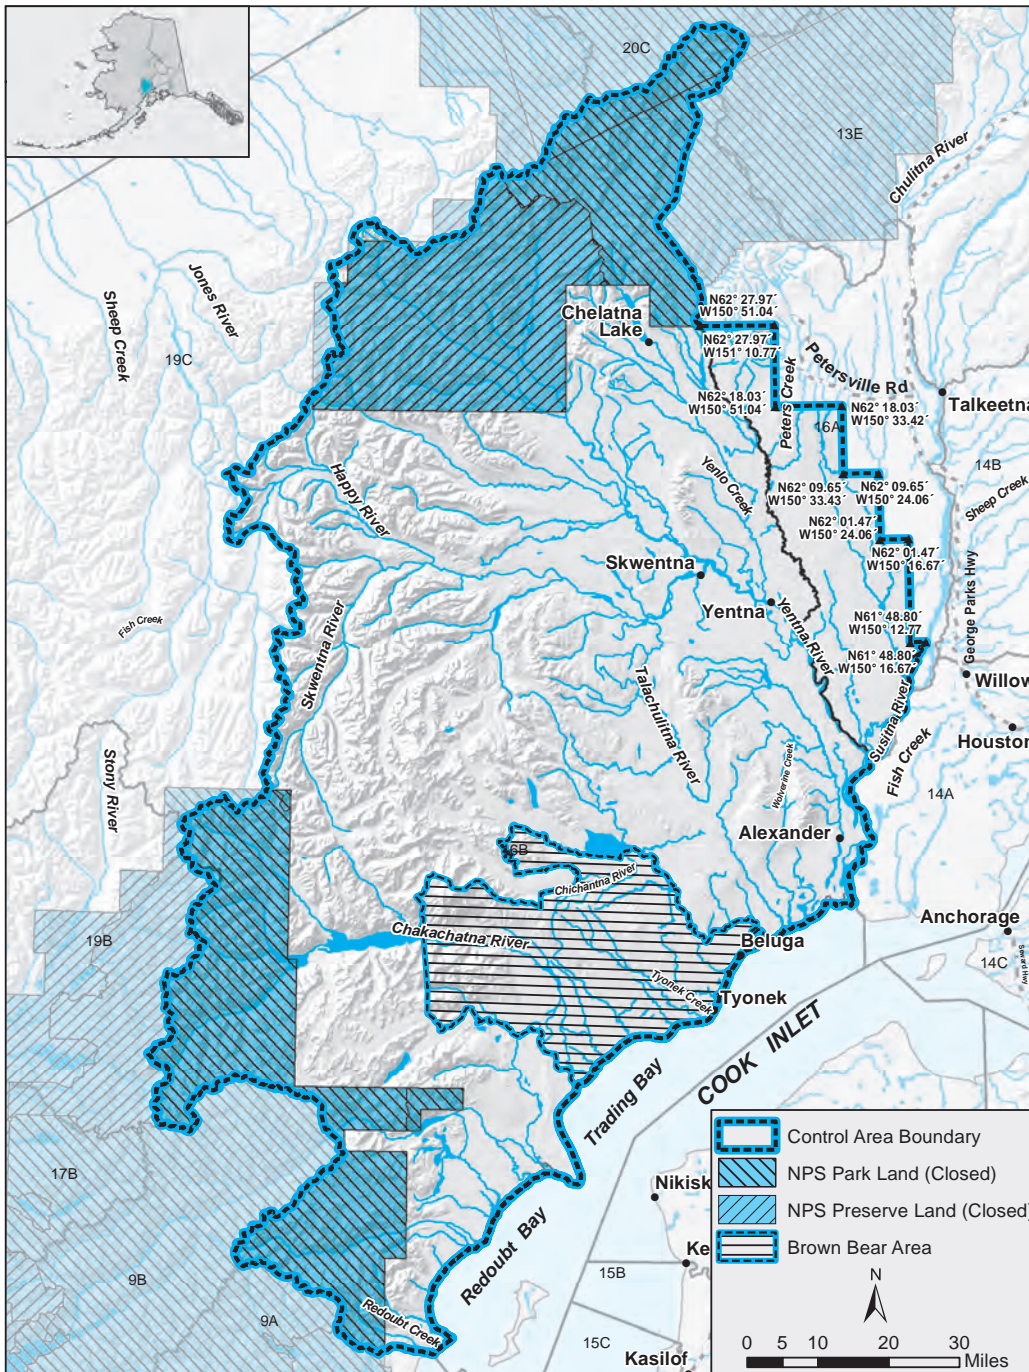 20C
13E
Chulitna River
Jones River
Sheep Creek
19C
N62° 27.97´
W150° 51.04´
Chelatna
Lake
N62° 27.97´
W151° 10.77´
Petersville Rd
Peters Creek
N62° 18.03´
W150° 51.04´
N62° 18.03´
W150° 33.42´
Talkeetna
16A
14B
Sheep Creek
Yenlo Creek
N62° 09.65´
W150° 33.43´
N62° 09.65´
W150° 24.06´
Happy River
N62° 01.47´
W150° 24.06´
N62° 01.47´
W150° 16.67´
George Parks Hwy
Skwentna
Yentna
Yentna River
Fish Creek
Skwentna River
N61° 48.80´
W150° 12.77
N61° 48.80´
W150° 16.67´
Willow
Talachulitna River
Susitna River
Houston
Stony River
Wolverine Creek
Fish Creek
14A
Alexander
16B
Chichantna River
Anchorage
19B
Chakachatna River
Beluga
14C
Seward Hwy
Tyonek Creek
Tyonek
COOK INLET
Trading Bay
Control Area Boundary
17B
NPS Park Land (Closed)
Nikisk
Redoubt Bay
NPS Preserve Land (Closed)
Ke
Brown Bear Area
9B
15B
N
9A
Redoubt Creek
15C
Kasilof
0 5 10 20 30
Miles